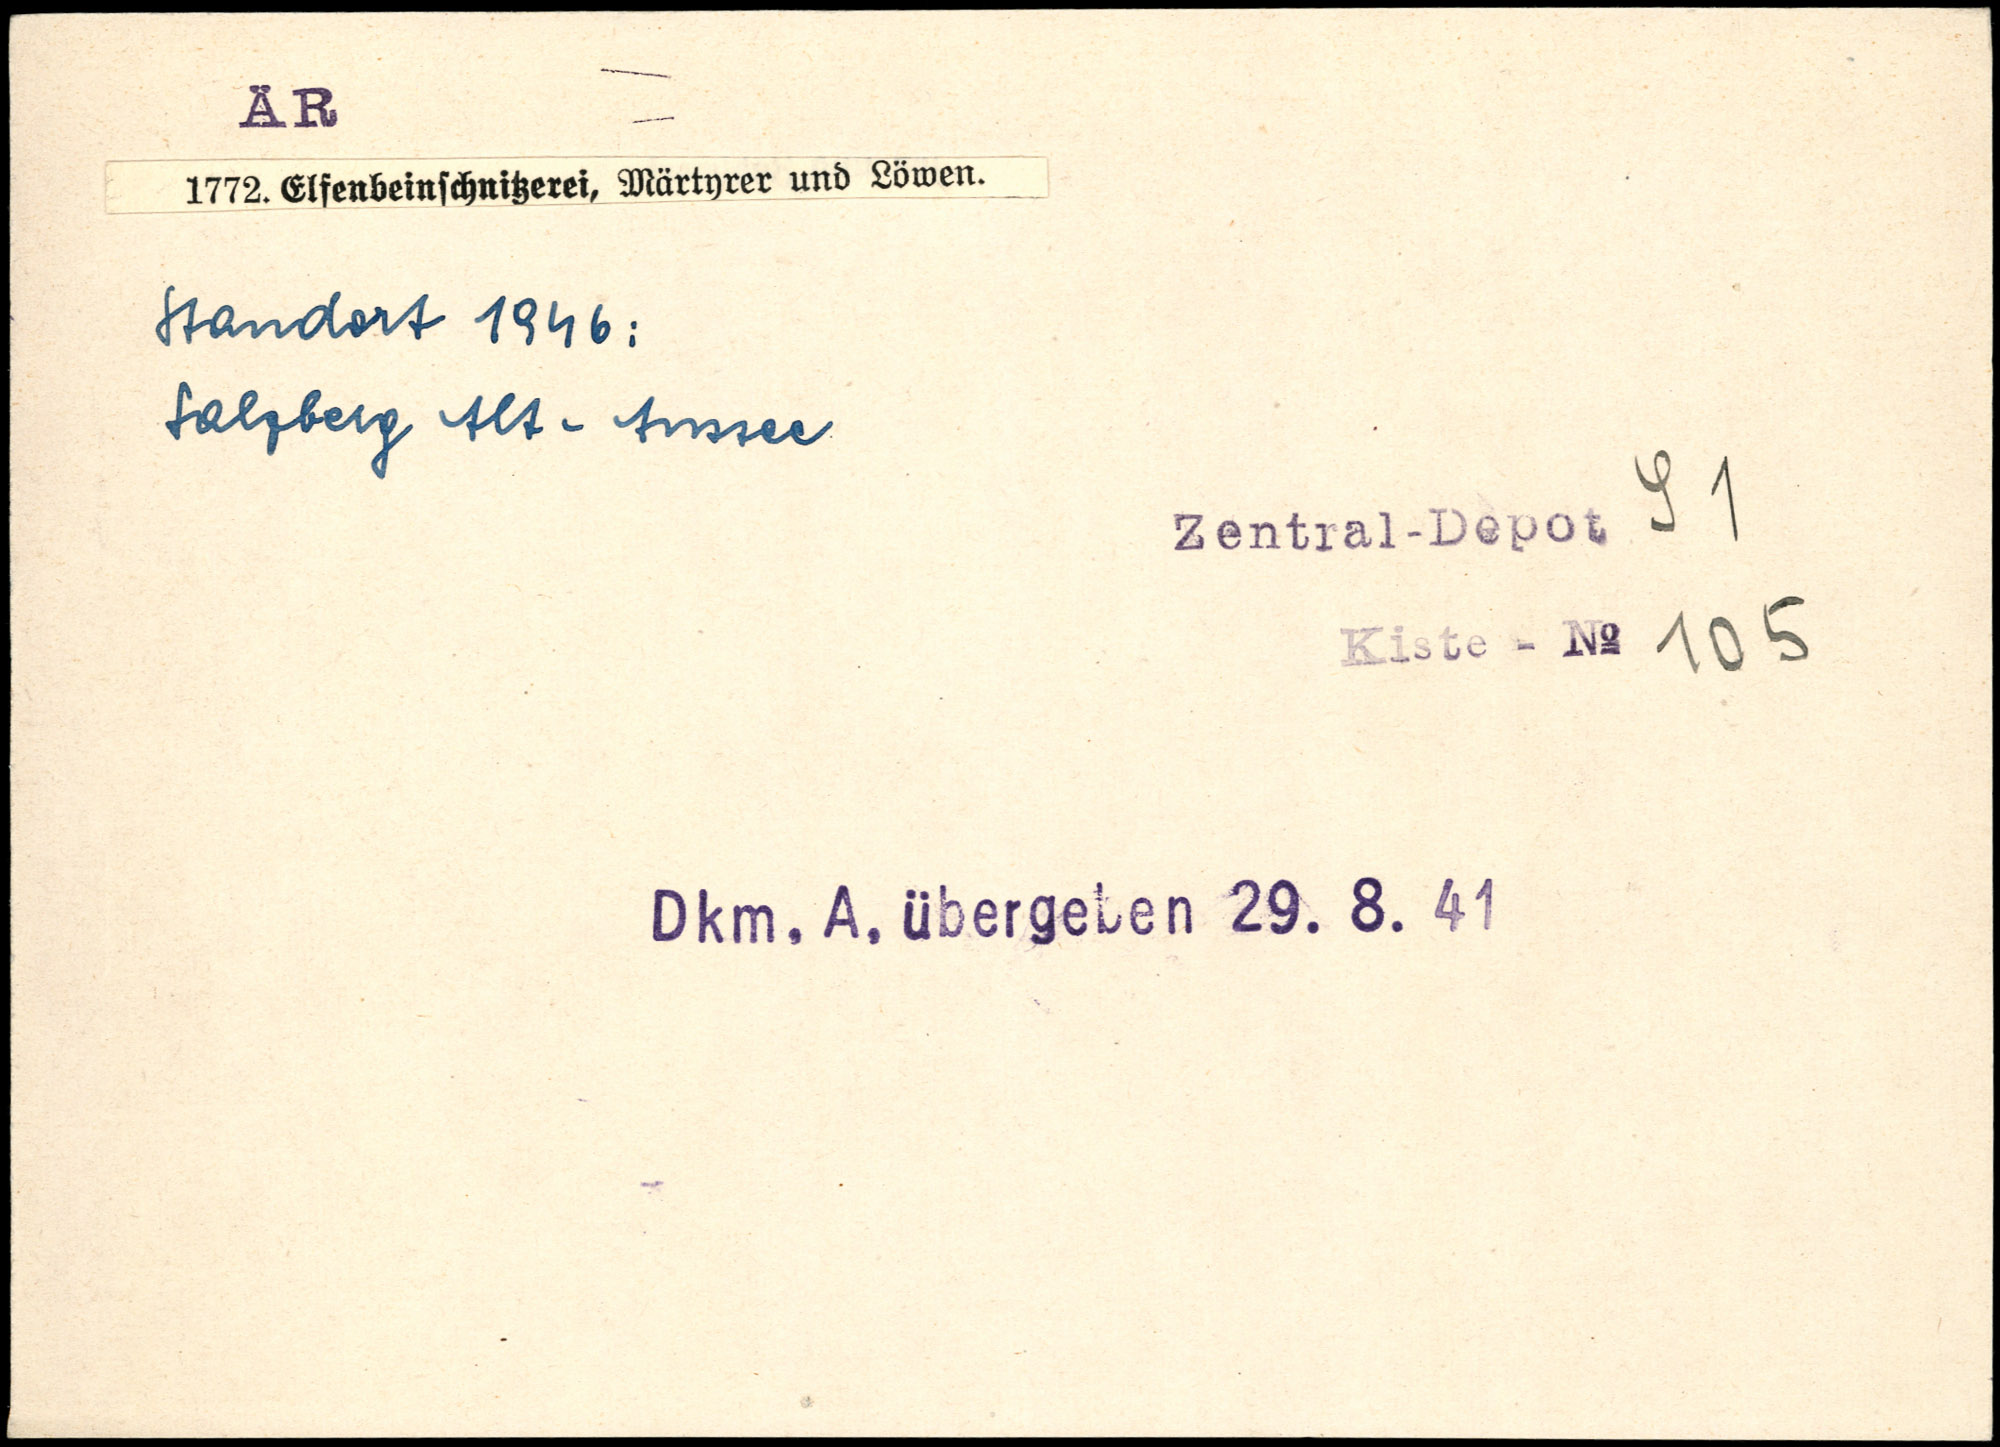 ÄR
1772. Elfenbeinschnitzerei, Märtyrer und Löwen.
Standort 1946:
Salzberg Alt-Aussee
Zentral-Depot S1
Kiste - № 105
Dkm. A. übergeben 29. 8. 41